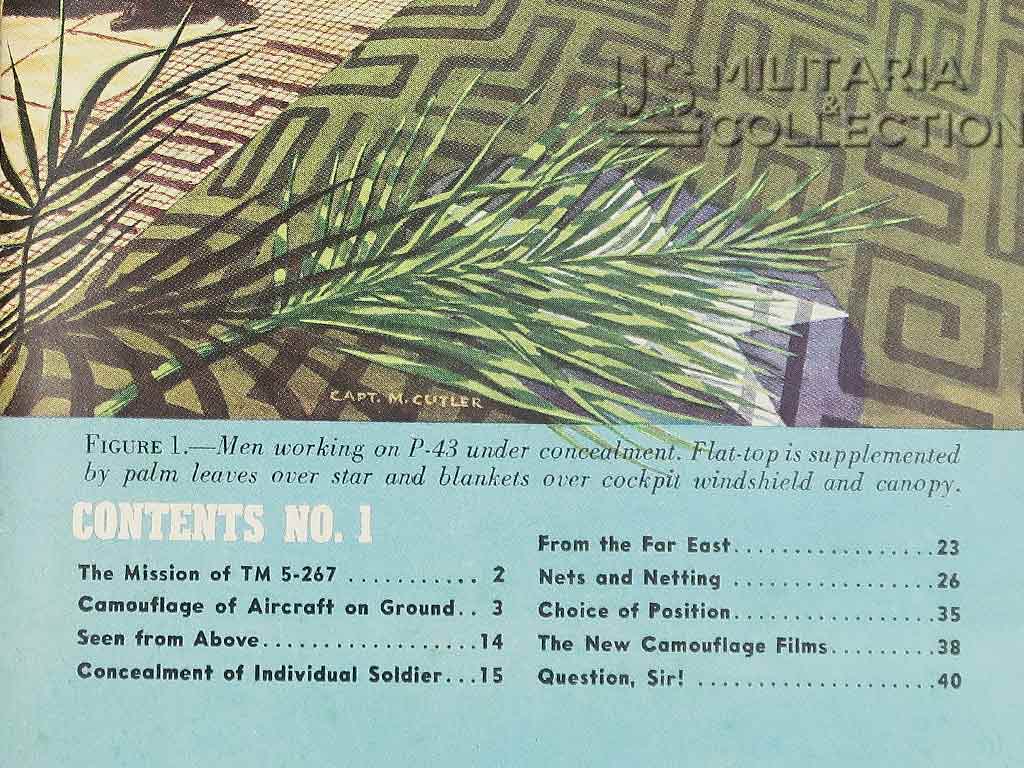 U.S. MILITARIA
& COLLECTION
CAPT. M. CUTLER
FIGURE 1.—Men working on P-43 under concealment. Flat-top is supplemented
by palm leaves over star and blankets over cockpit windshield and canopy.
CONTENTS NO. 1
The Mission of TM 5-267 ........... 2
Camouflage of Aircraft on Ground.. 3
Seen from Above....................14
Concealment of Individual Soldier...15
From the Far East.................23
Nets and Netting .................26
Choice of Position.................35
The New Camouflage Films.........38
Question, Sir! ....................40